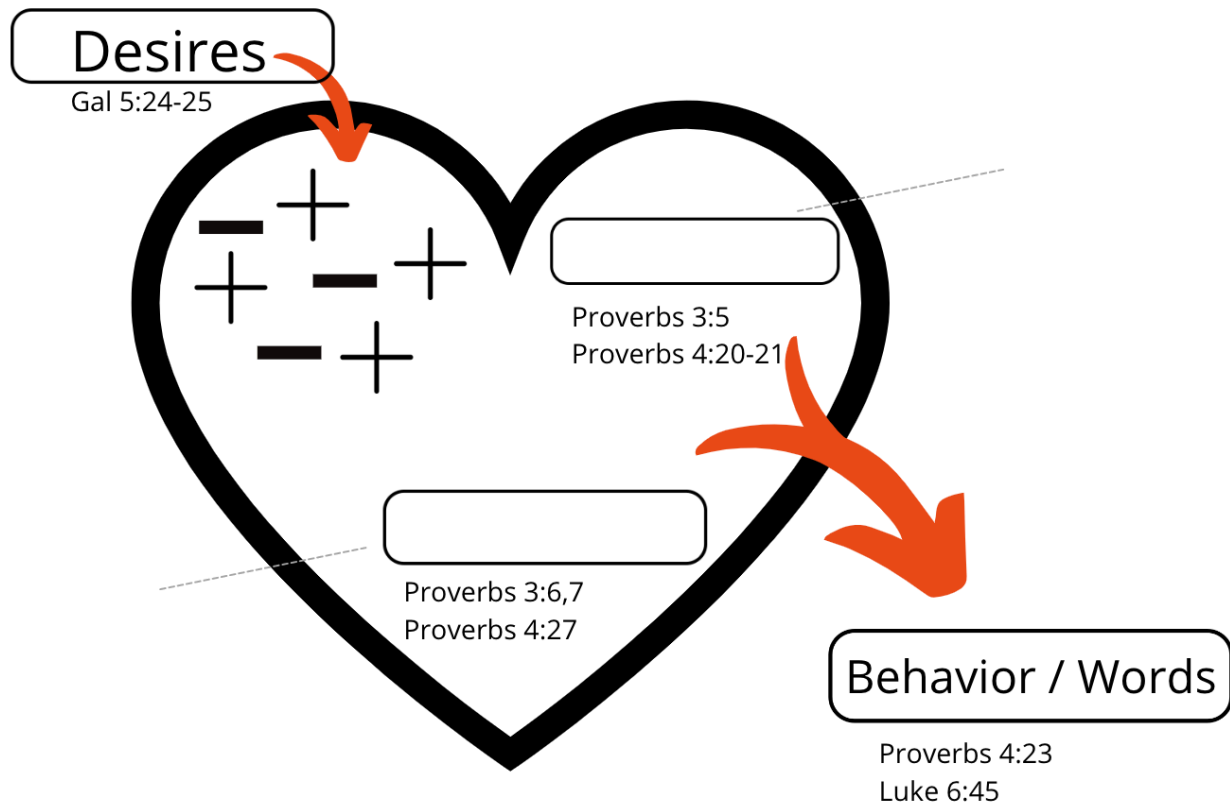 Desires
Gal 5:24-25
Proverbs 3:5
Proverbs 4:20-21
Proverbs 3:6,7
Proverbs 4:27
Behavior / Words
Proverbs 4:23
Luke 6:45